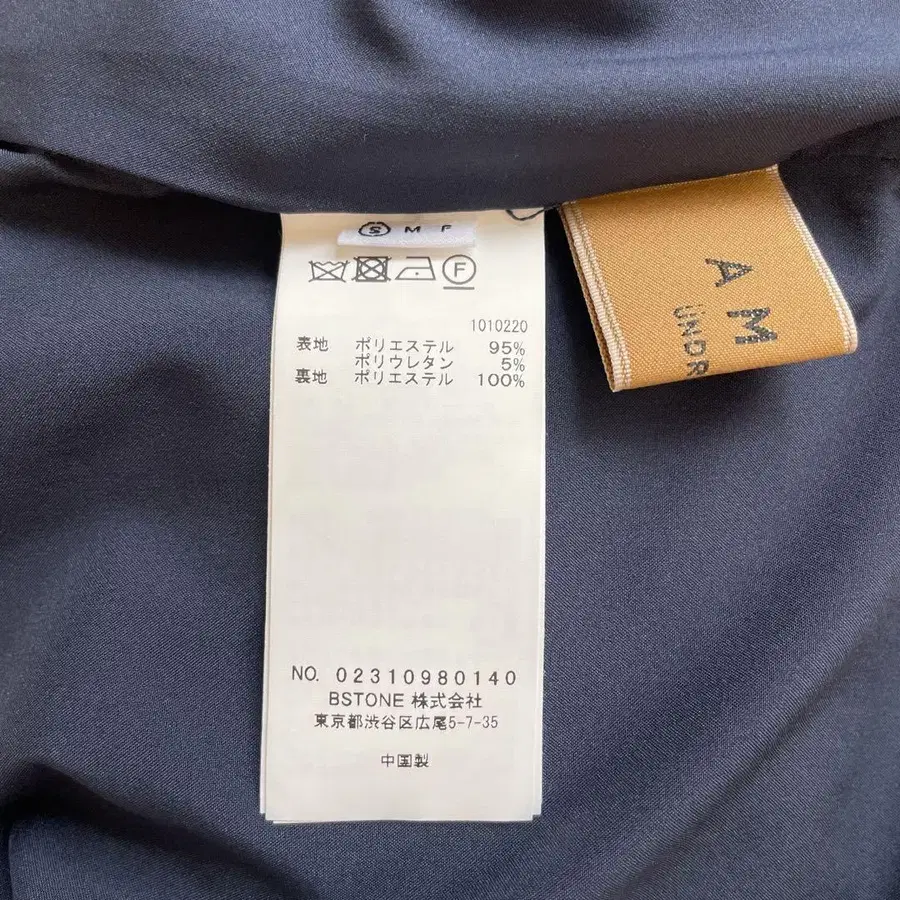 S M F
F
1010220
表地 ポリエステル 95%
ポリウレタン 5%
裏地 ポリエステル 100%
NO. 02310980140
BSTONE 株式会社
東京都渋谷区広尾5-7-35
中国製
A M
UNDR